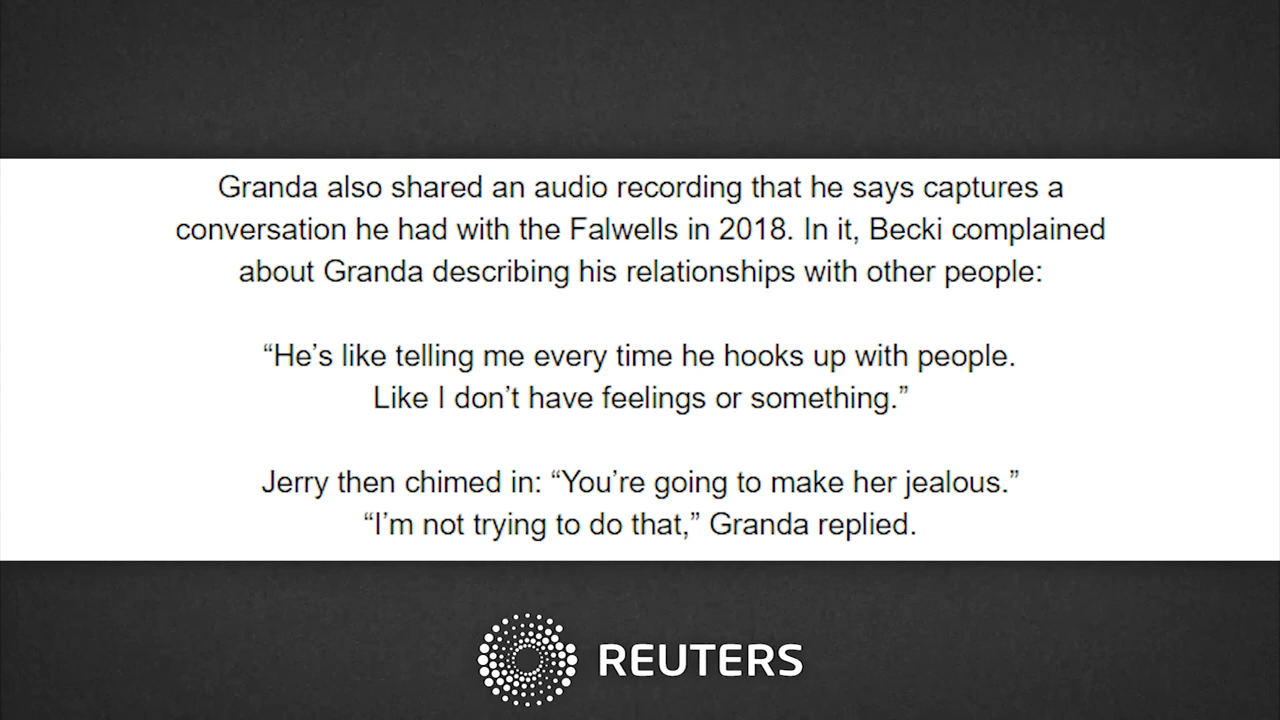 Granda also shared an audio recording that he says captures a
conversation he had with the Falwells in 2018. In it, Becki complained
about Granda describing his relationships with other people:
“He’s like telling me every time he hooks up with people.
Like I don’t have feelings or something.”
Jerry then chimed in: “You’re going to make her jealous.”
“I’m not trying to do that,” Granda replied.
REUTERS